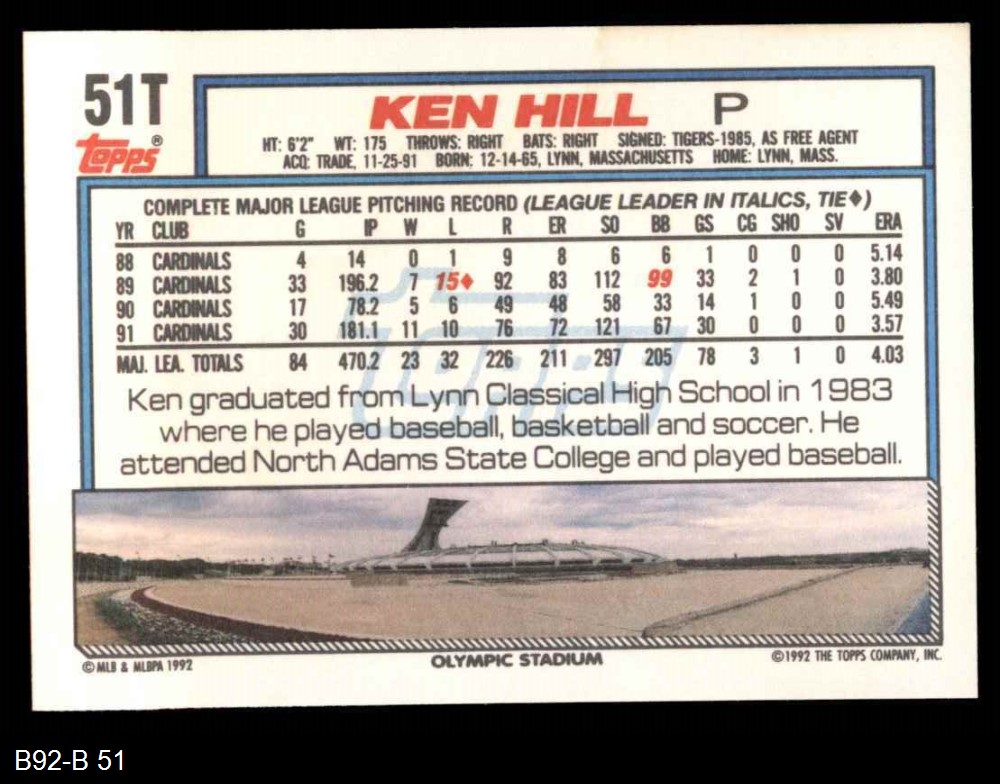 51T
KEN HILL P
topps®
HT: 6'2" WT: 175 THROWS: RIGHT BATS: RIGHT SIGNED: TIGERS-1985, AS FREE AGENT
ACQ: TRADE, 11-25-91 BORN: 12-14-65, LYNN, MASSACHUSETTS HOME: LYNN, MASS.
COMPLETE MAJOR LEAGUE PITCHING RECORD (LEAGUE LEADER IN ITALICS, TIE♦)
YR CLUB G IP W L R ER SO BB GS CG SHO SV ERA
88 CARDINALS 4 14 0 1 9 8 6 6 1 0 0 0 5.14
89 CARDINALS 33 196.2 7 15♦ 92 83 112 99 33 2 1 0 3.80
90 CARDINALS 17 78.2 5 6 49 48 58 33 14 1 0 0 5.49
91 CARDINALS 30 181.1 11 10 76 72 121 67 30 0 0 0 3.57
MAJ. LEA. TOTALS 84 470.2 23 32 226 211 297 205 78 3 1 0 4.03
Ken graduated from Lynn Classical High School in 1983
where he played baseball, basketball and soccer. He
attended North Adams State College and played baseball.
© MLB & MLBPA 1992
OLYMPIC STADIUM
©1992 THE TOPPS COMPANY, INC.
B92-B 51